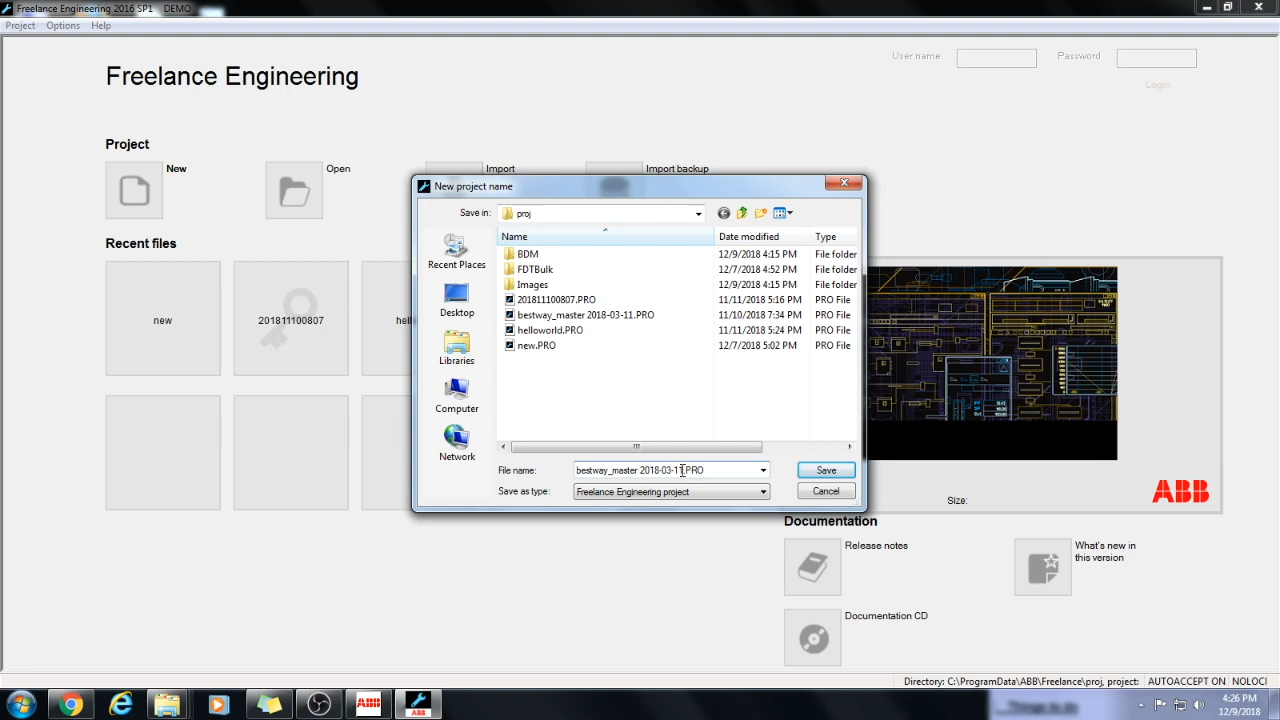 Freelance Engineering 2016 SP1 DEMO
Project Options Help
User name Password
Login
Freelance Engineering
Project
New Open Import Import backup
Recent files
new 201811100807
New project name
Save in: proj
Name Date modified Type
BDM 12/9/2018 4:15 PM File folder
FDTBulk 12/7/2018 4:52 PM File folder
Images 12/9/2018 4:15 PM File folder
201811100807.PRO 11/11/2018 5:16 PM PRO File
bestway_master 2018-03-11.PRO 11/10/2018 7:34 PM PRO File
helloworld.PRO 11/11/2018 5:24 PM PRO File
new.PRO 12/7/2018 5:02 PM PRO File
Recent Places
Desktop
Libraries
Computer
Network
File name: bestway_master 2018-03-11.PRO Save
Save as type: Freelance Engineering project Cancel
Size: ABB
Documentation
Release notes
What's new in
this version
Documentation CD
Directory: C:\ProgramData\ABB\Freelance\proj, project: AUTOACCEPT ON NOLOCI
ABB
ABB
Things to do
4:26 PM
12/9/2018